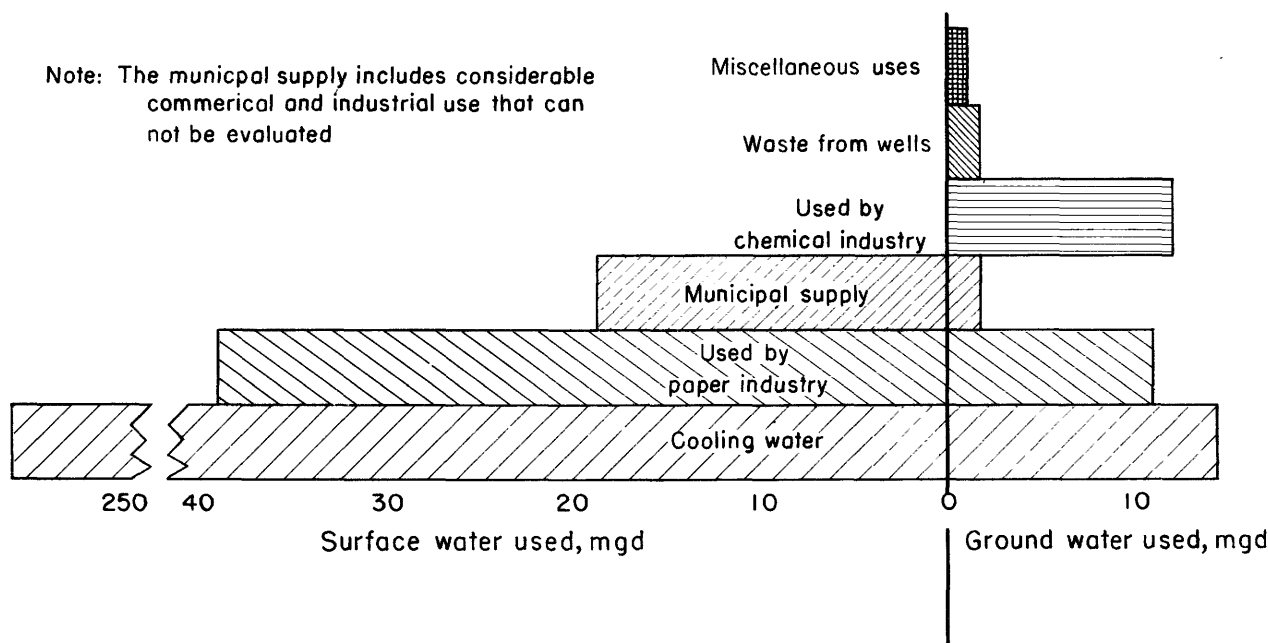 Note: The municpal supply includes considerable
commerical and industrial use that can
not be evaluated
Miscellaneous uses
Waste from wells
Used by
chemical industry
Municipal supply
Used by
paper industry
Cooling water
250 40 30 20 10 0 10
Surface water used, mgd
Ground water used, mgd